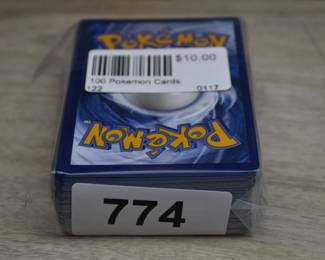 POKéMON
$10.00
100 Pokemon Cards
122 0117
POKéMON
774